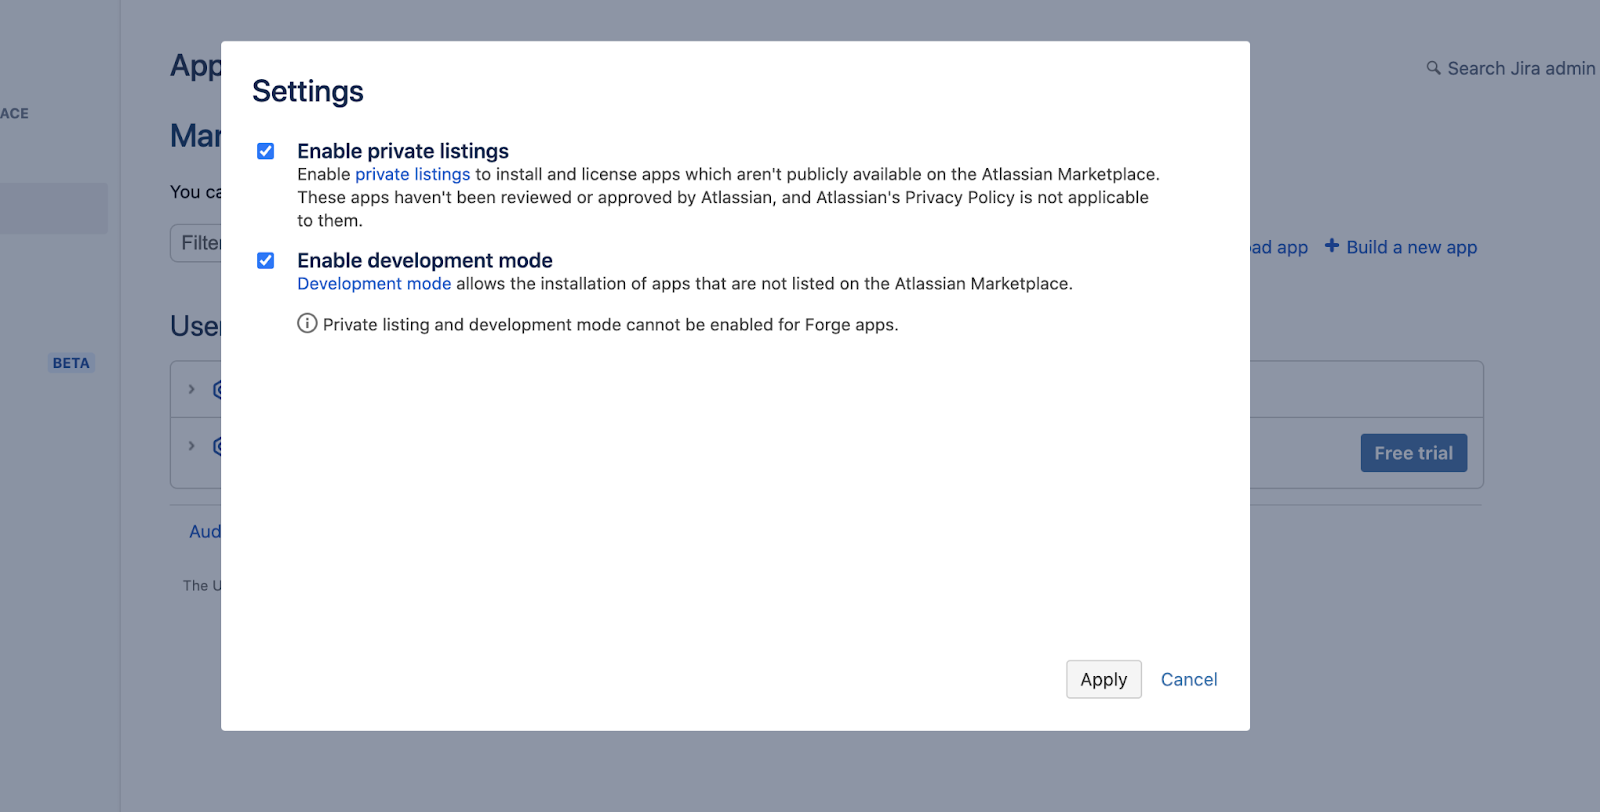 App
Search Jira admin
ACE
Settings
Mar
Enable private listings
Enable private listings to install and license apps which aren't publicly available on the Atlassian Marketplace.
These apps haven't been reviewed or approved by Atlassian, and Atlassian's Privacy Policy is not applicable
to them.
You ca
Filter
ad app
Build a new app
Enable development mode
Development mode allows the installation of apps that are not listed on the Atlassian Marketplace.
Private listing and development mode cannot be enabled for Forge apps.
User
BETA
Free trial
Aud
The U
Apply
Cancel